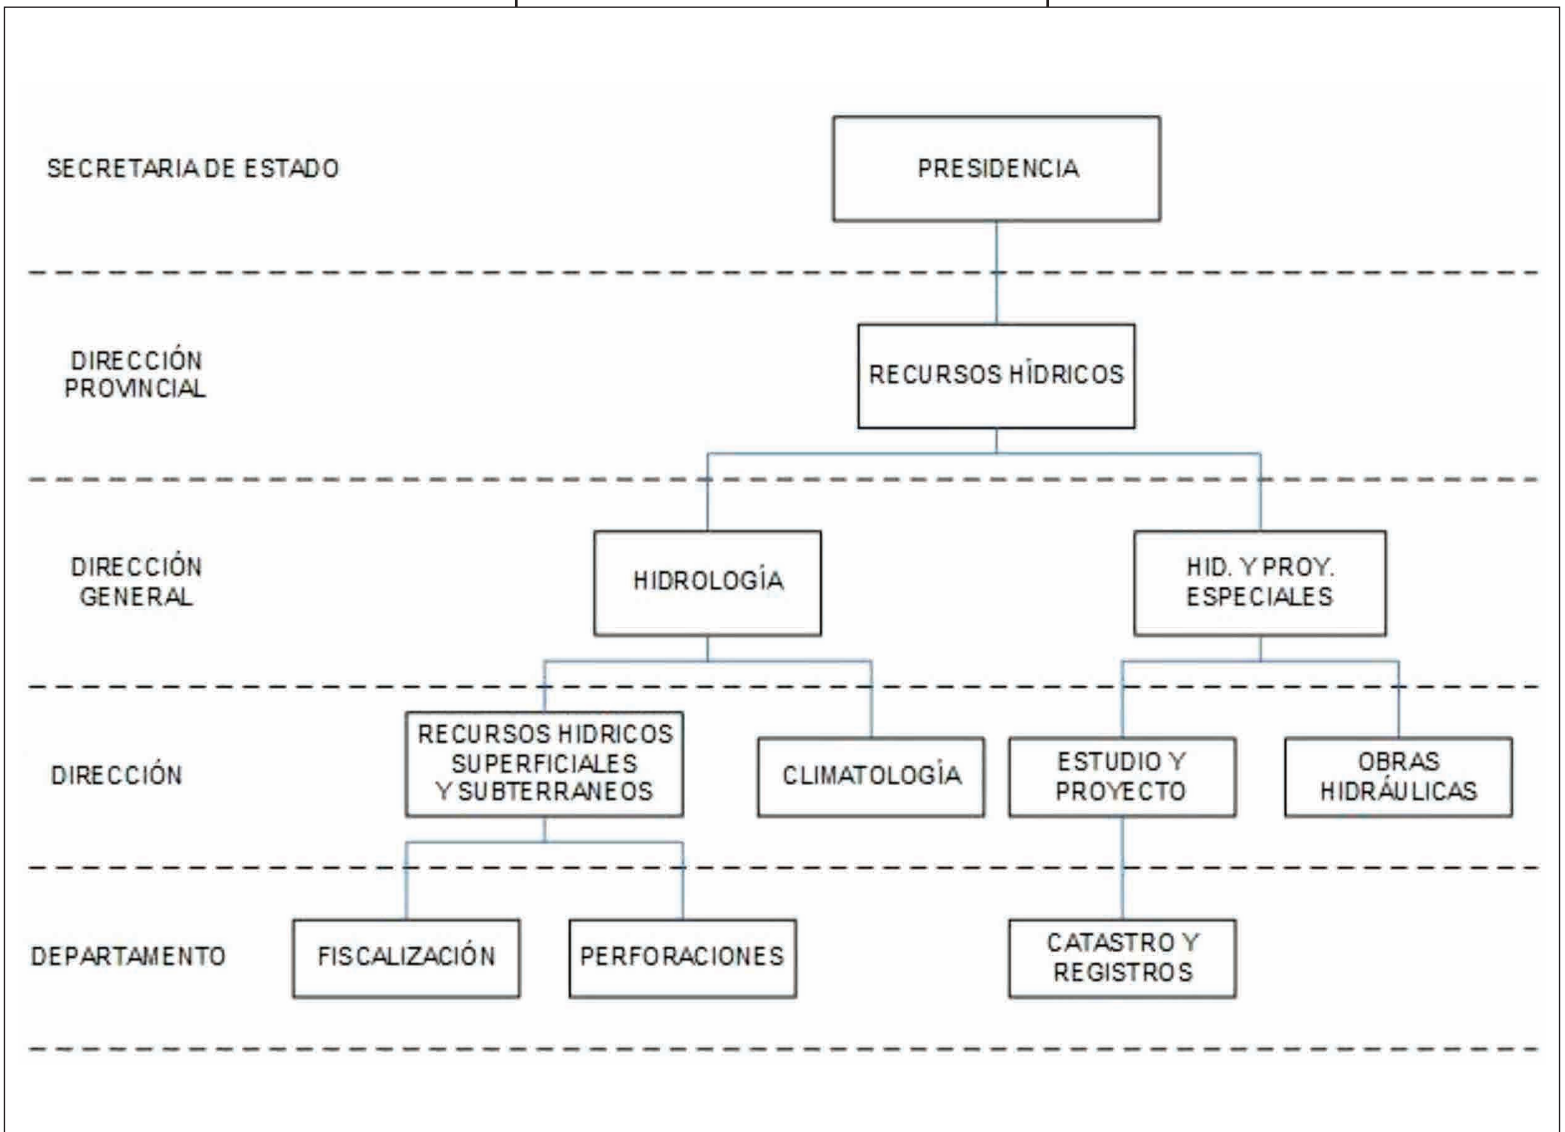 SECRETARIA DE ESTADO
PRESIDENCIA
DIRECCIÓN
PROVINCIAL
RECURSOS HÍDRICOS
DIRECCIÓN
GENERAL
HIDROLOGÍA
HID. Y PROY.
ESPECIALES
DIRECCIÓN
RECURSOS HIDRICOS
SUPERFICIALES
Y SUBTERRANEOS
CLIMATOLOGÍA
ESTUDIO Y
PROYECTO
OBRAS
HIDRÁULICAS
DEPARTAMENTO
FISCALIZACIÓN
PERFORACIONES
CATASTRO Y
REGISTROS